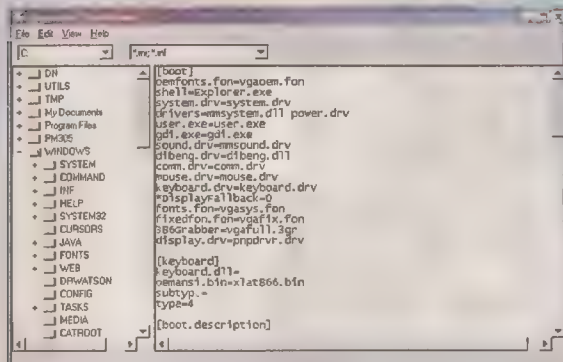 File Edit View Help
C:
DN
UTILS
TMP
My Documents
Program Files
PM305
WINDOWS
SYSTEM
COMMAND
INF
HELP
SYSTEM32
CURSORS
JAVA
FONTS
WEB
DRWATSON
CONFIG
TASKS
MEDIA
CATROOT
[boot]
oemfonts.fon=vgaoem.fon
shell=Explorer.exe
system.drv=system.drv
drivers=mmsystem.dll power.drv
user.exe=user.exe
gdi.exe=gdi.exe
sound.drv=mmsound.drv
dibeng.drv=dibeng.dll
comm.drv=comm.drv
mouse.drv=mouse.drv
keyboard.drv=keyboard.drv
*DisplayFallback=0
fonts.fon=vgasys.fon
fixedfon.fon=vgafix.fon
386Grabber=vgafull.3gr
display.drv=pnpdrvr.drv
[keyboard]
keyboard.dll=
oemansi.bin=xlat866.bin
subtyp.=
type=4
[boot.description]